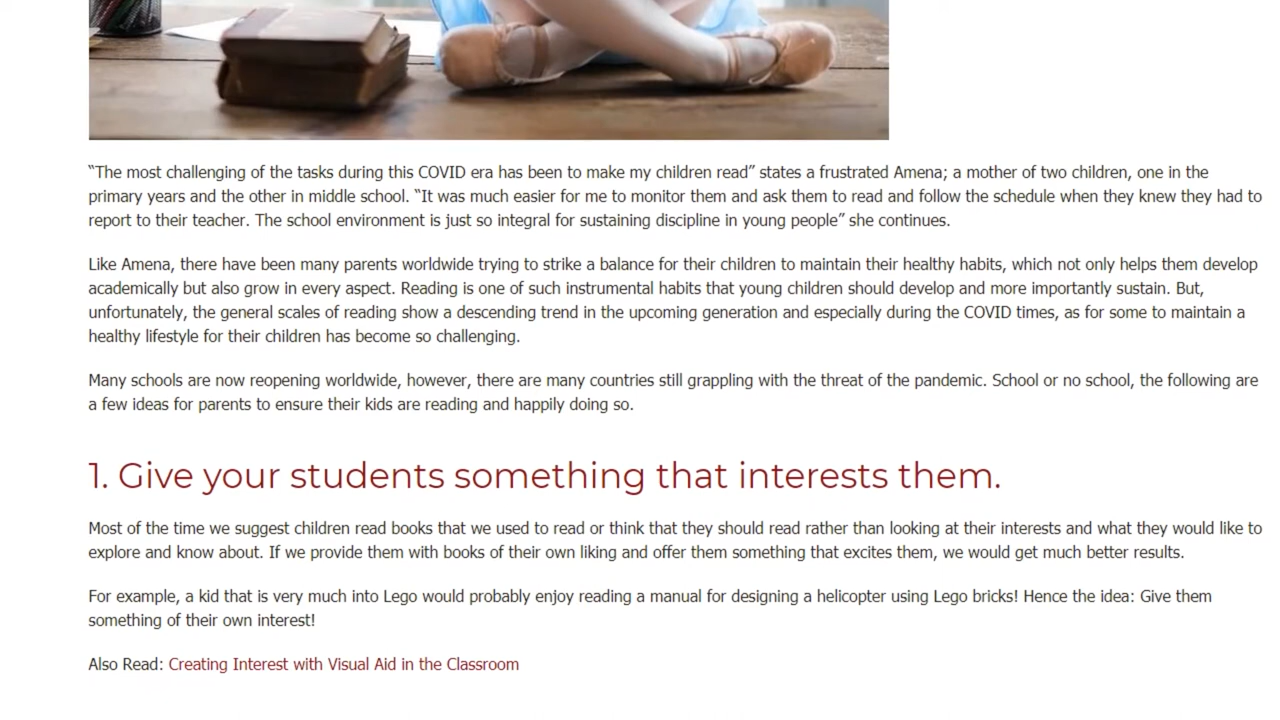 “The most challenging of the tasks during this COVID era has been to make my children read” states a frustrated Amena; a mother of two children, one in the
primary years and the other in middle school. “It was much easier for me to monitor them and ask them to read and follow the schedule when they knew they had to
report to their teacher. The school environment is just so integral for sustaining discipline in young people” she continues.
Like Amena, there have been many parents worldwide trying to strike a balance for their children to maintain their healthy habits, which not only helps them develop
academically but also grow in every aspect. Reading is one of such instrumental habits that young children should develop and more importantly sustain. But,
unfortunately, the general scales of reading show a descending trend in the upcoming generation and especially during the COVID times, as for some to maintain a
healthy lifestyle for their children has become so challenging.
Many schools are now reopening worldwide, however, there are many countries still grappling with the threat of the pandemic. School or no school, the following are
a few ideas for parents to ensure their kids are reading and happily doing so.
1. Give your students something that interests them.
Most of the time we suggest children read books that we used to read or think that they should read rather than looking at their interests and what they would like to
explore and know about. If we provide them with books of their own liking and offer them something that excites them, we would get much better results.
For example, a kid that is very much into Lego would probably enjoy reading a manual for designing a helicopter using Lego bricks! Hence the idea: Give them
something of their own interest!
Also Read: Creating Interest with Visual Aid in the Classroom